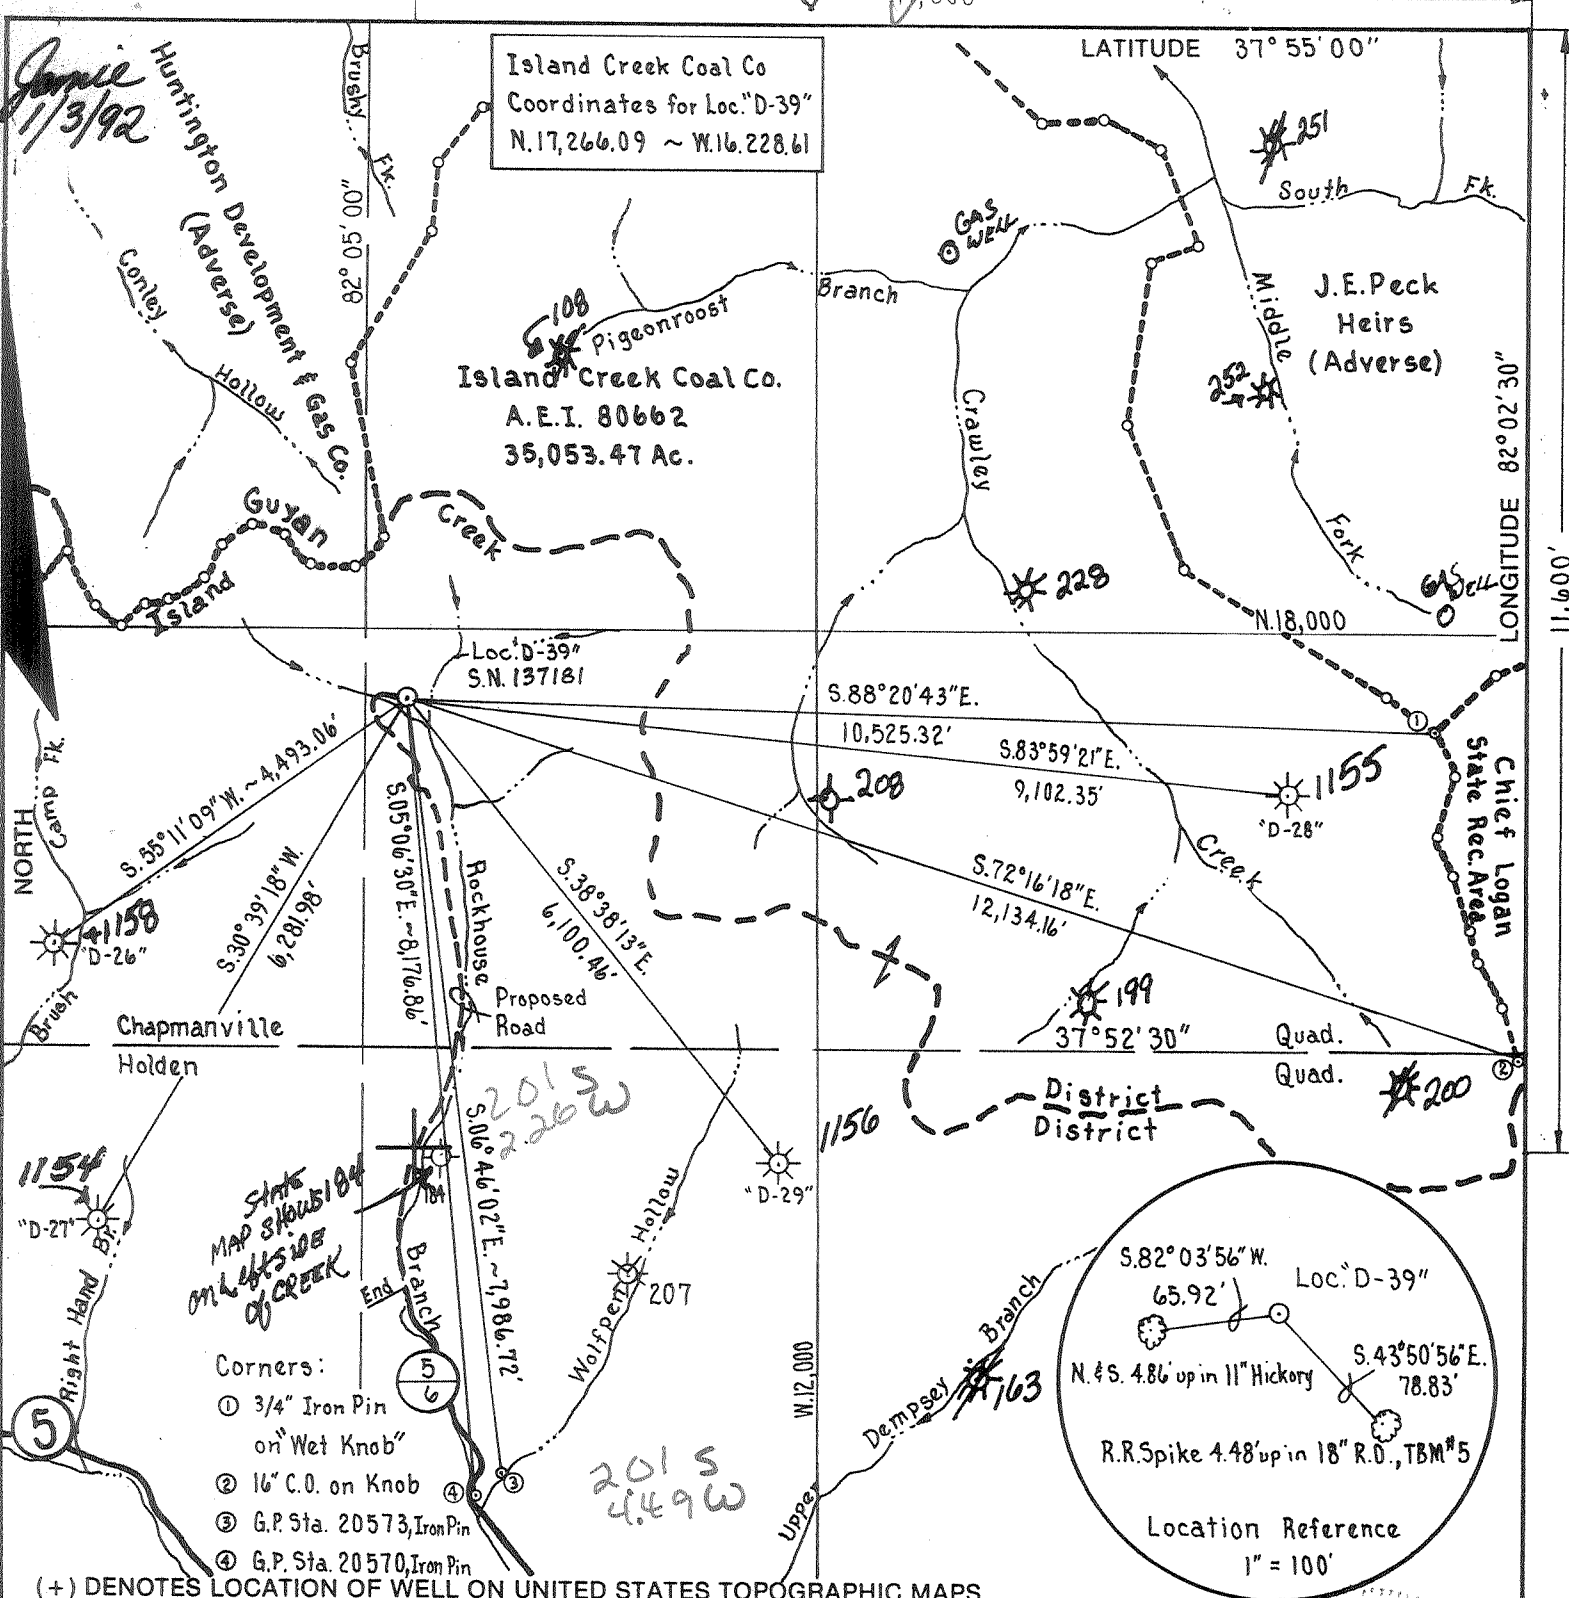 ,000
Jamie
1/3/92
Huntington Development & Gas Co.
(Adverse)
Brushy
Fk.
82° 05' 00"
Island Creek Coal Co
Coordinates for Loc."D-39"
N.17,266.09 ~ W.16.228.61
LATITUDE 37° 55' 00"
251
South
Fk.
GAS
WELL
Conley
Hollow
108
Pigeonroost
Branch
Island Creek Coal Co.
A.E.I. 80662
35,053.47 Ac.
Middle
Fork
J.E.Peck
Heirs
(Adverse)
252
Crawley
Creek
LONGITUDE 82° 02' 30"
11,600'
Guyan
Creek
Island
228
GAS WELL
N.18,000
Loc."D-39"
S.N. 137181
S.88°20'43"E.
10,525.32'
S.83°59'21"E.
9,102.35'
1
1155
"D-28"
208
Chief Logan
State Rec. Area
NORTH
Camp Fk.
Brush
S.55°11'09"W. ~ 4,493.06'
S.30°39'18"W.
6,281.98'
S.05°06'30"E. ~ 8,176.86'
Rockhouse
S.38°38'13"E.
6,100.46'
S.72°16'18"E.
12,134.16'
1158
"D-26"
199
Proposed
Road
Chapmanville
Holden
37°52'30"
Quad.
Quad.
2
200
District
District
201 S
2.26 W
1156
"D-29"
1154
"D-27"
Right Hand Br.
STATE
MAP SHOWS 184
on Left SIDE
of CREEK
184
S.06°46'02"E. ~ 7,986.72'
Branch
End
Wolfpen Hollow
207
5
6
5
Corners:
① 3/4" Iron Pin
on "Wet Knob"
② 16" C.O. on Knob
③ G.P. Sta. 20573, Iron Pin
④ G.P. Sta. 20570, Iron Pin
4
3
201 S
4.49 W
W.12,000
Upper
Dempsey
Branch
163
S.82°03'56"W.
65.92'
Loc."D-39"
N.&S. 4.86' up in 11" Hickory
S.43°50'56"E.
78.83'
R.R.Spike 4.48' up in 18" R.O., TBM#5
Location Reference
1" = 100'
(+) DENOTES LOCATION OF WELL ON UNITED STATES TOPOGRAPHIC MAPS